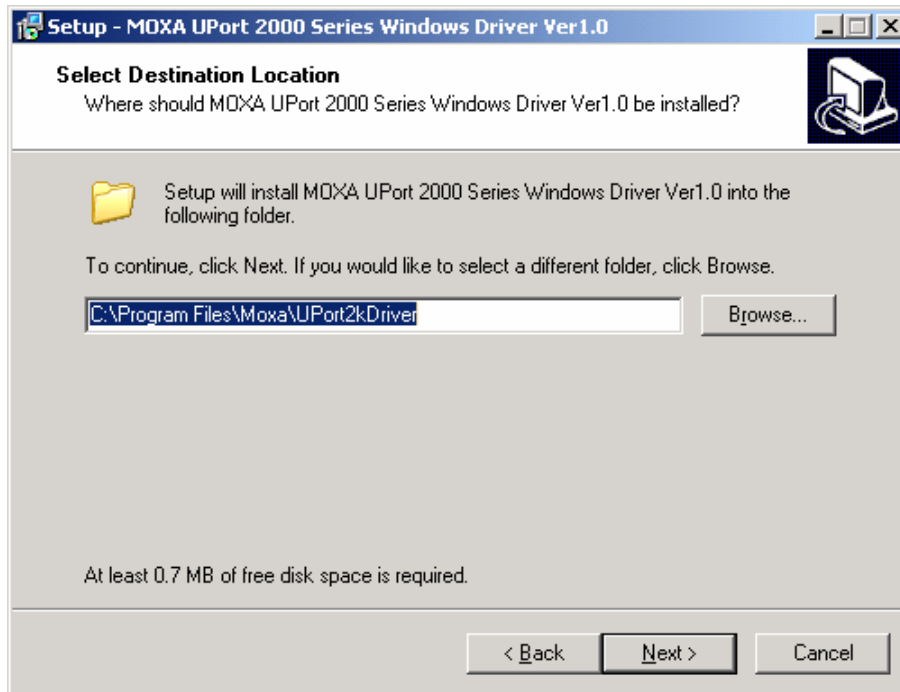 Setup - MOXA UPort 2000 Series Windows Driver Ver1.0
Select Destination Location
Where should MOXA UPort 2000 Series Windows Driver Ver1.0 be installed?
Setup will install MOXA UPort 2000 Series Windows Driver Ver1.0 into the
following folder.
To continue, click Next. If you would like to select a different folder, click Browse.
C:\Program Files\Moxa\UPort2kDriver
Browse...
At least 0.7 MB of free disk space is required.
< Back
Next >
Cancel